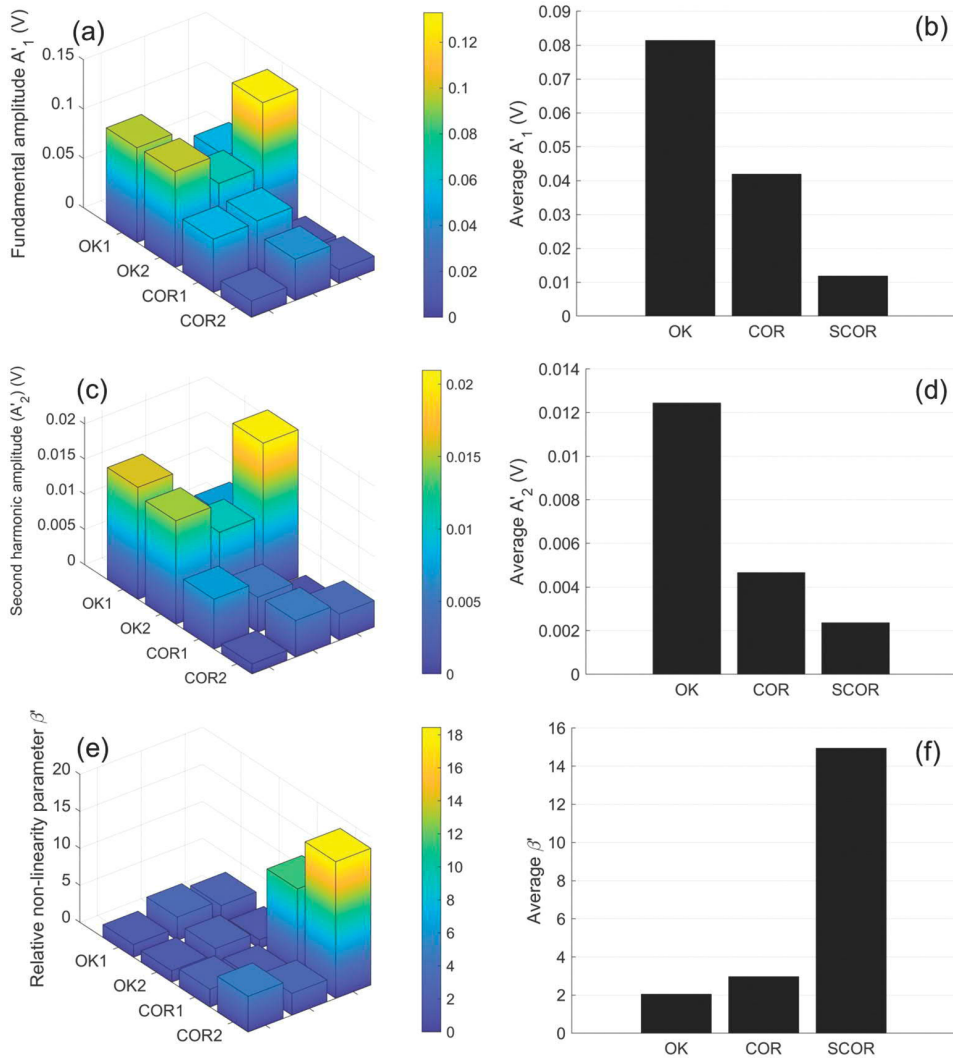 (a)
Fundamental amplitude A'1 (V)
0.15
0.1
0.05
0
OK1
OK2
COR1
COR2
0.12
0.1
0.08
0.06
0.04
0.02
0
(b)
Average A'1 (V)
0.09
0.08
0.07
0.06
0.05
0.04
0.03
0.02
0.01
0
OK
COR
SCOR
(c)
Second harmonic amplitude (A'2) (V)
0.02
0.015
0.01
0.005
0
OK1
OK2
COR1
COR2
0.02
0.015
0.01
0.005
0
(d)
Average A'2 (V)
0.014
0.012
0.01
0.008
0.006
0.004
0.002
0
OK
COR
SCOR
(e)
Relative non-linearity parameter β'
20
15
10
5
0
OK1
OK2
COR1
COR2
18
16
14
12
10
8
6
4
2
0
(f)
Average β'
16
14
12
10
8
6
4
2
0
OK
COR
SCOR